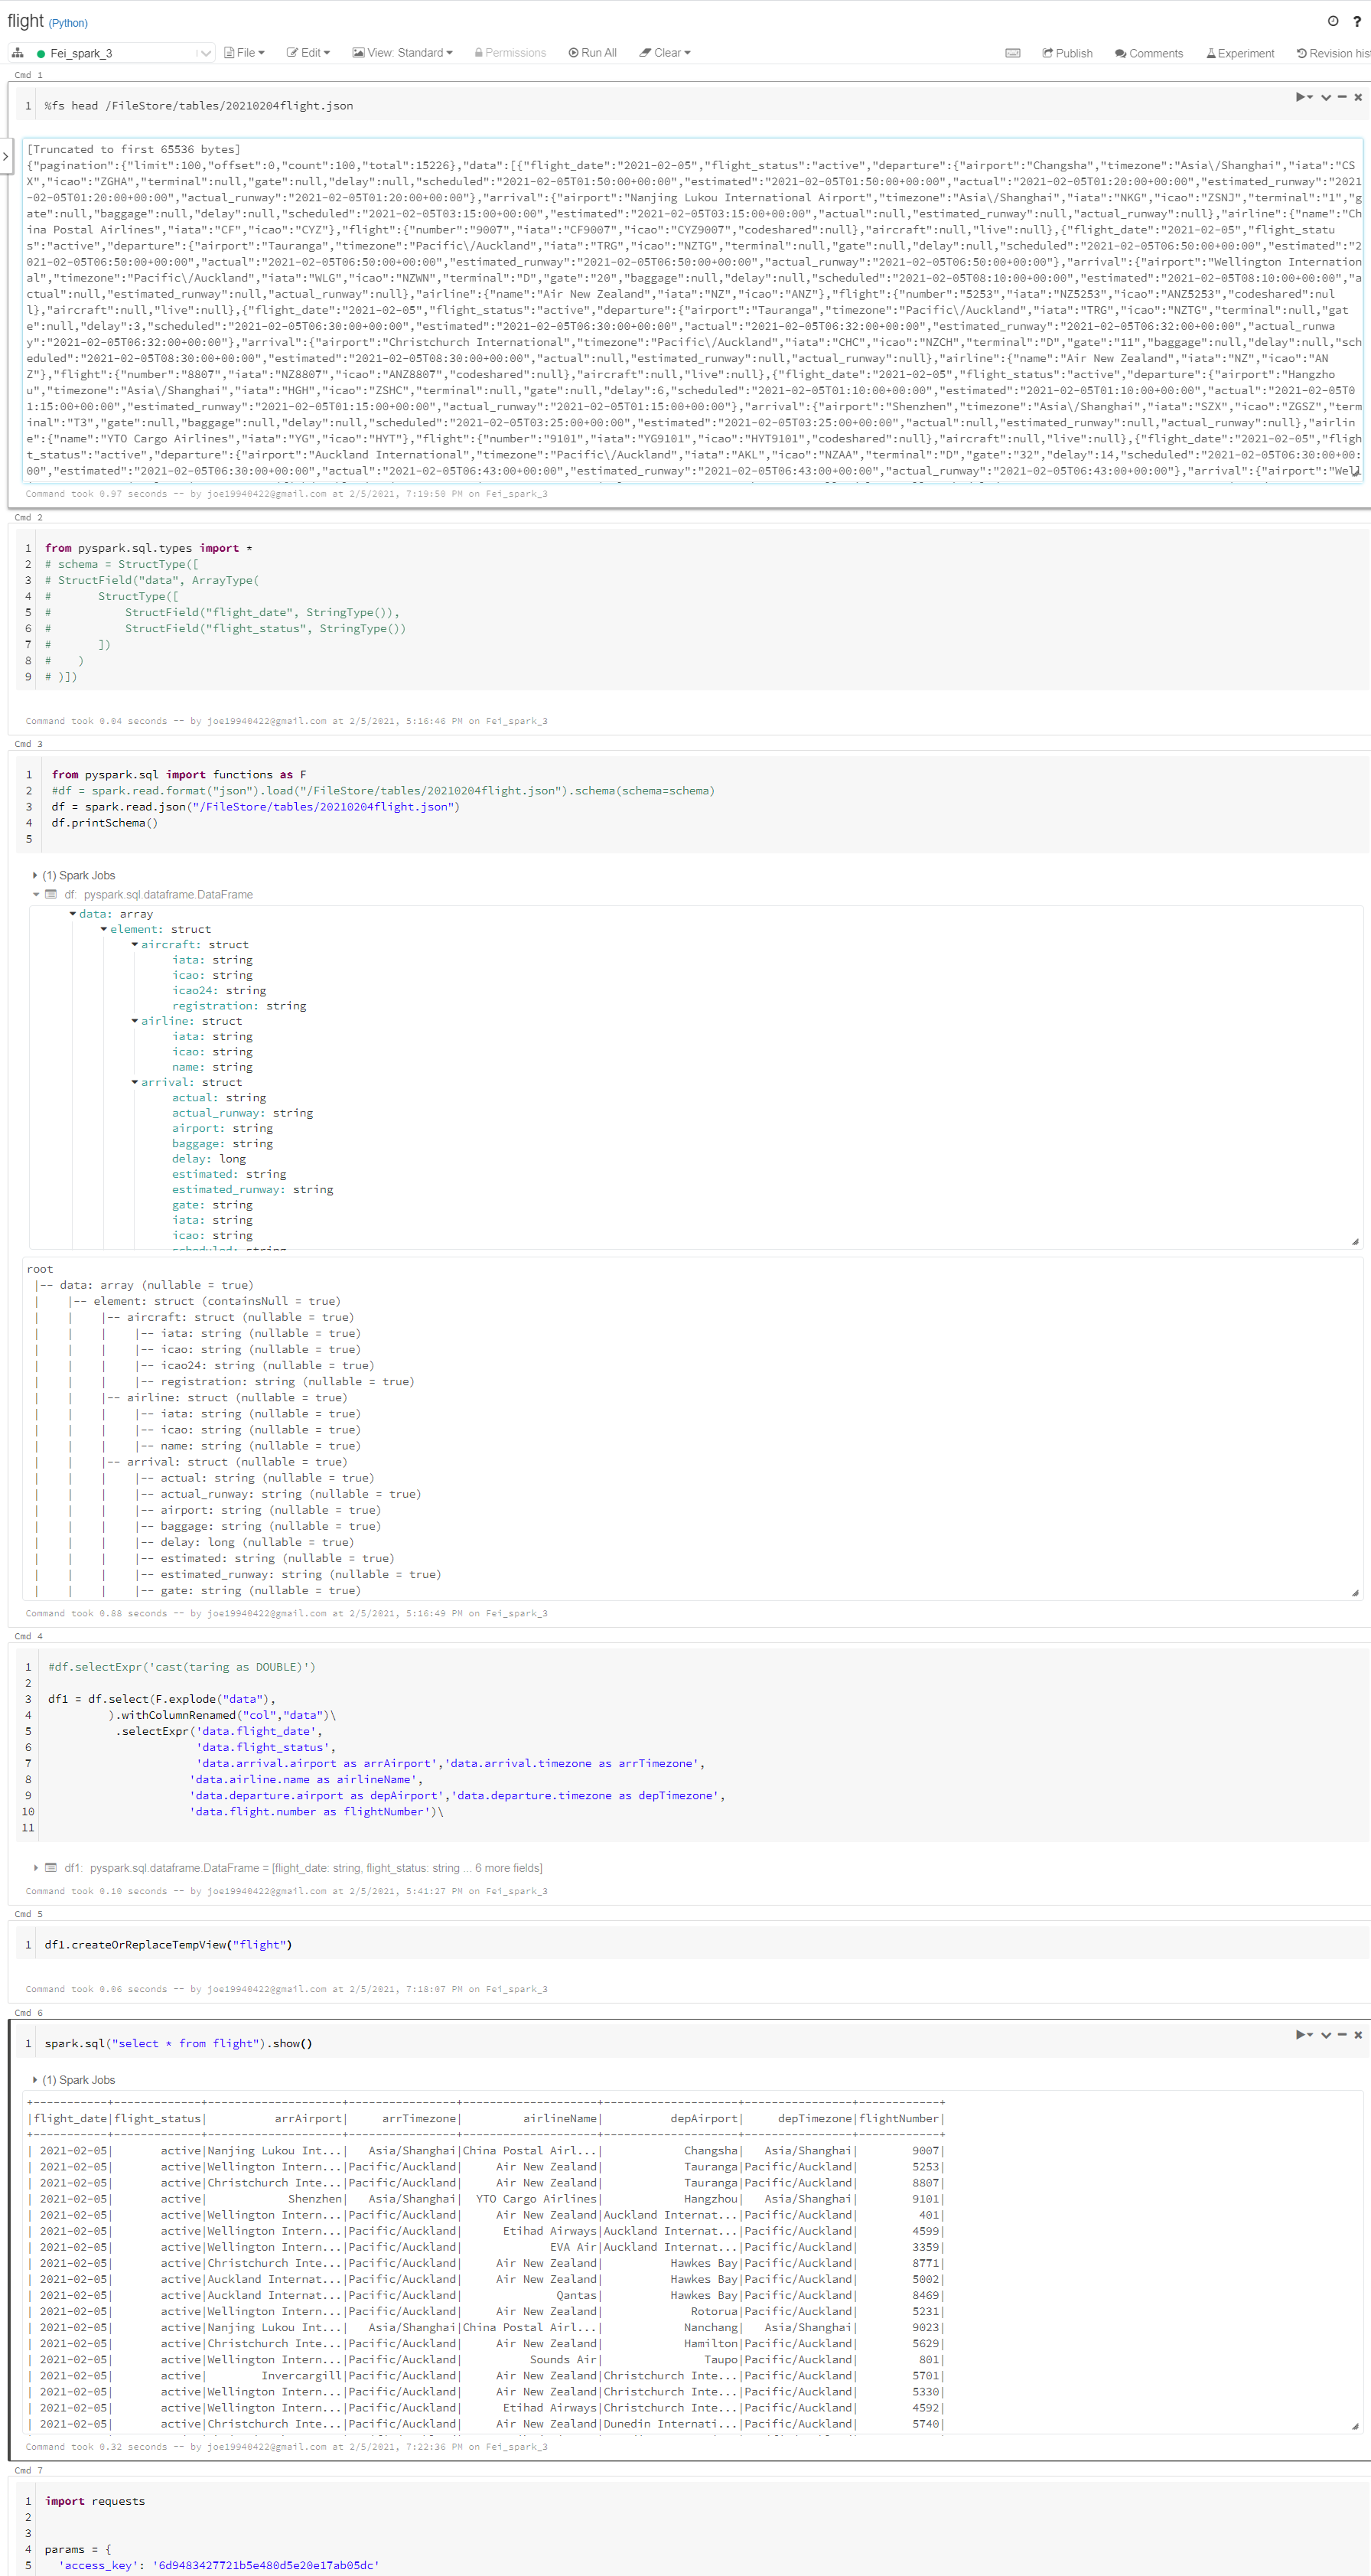 flight (Python)
Fei_spark_3 File Edit View: Standard Permissions Run All Clear Publish Comments Experiment Revision his
Cmd 1
1 %fs head /FileStore/tables/20210204flight.json
[Truncated to first 65536 bytes]
{"pagination":{"limit":100,"offset":0,"count":100,"total":15226},"data":[{"flight_date":"2021-02-05","flight_status":"active","departure":{"airport":"Changsha","timezone":"Asia\/Shanghai","iata":"CS
X","icao":"ZGHA","terminal":null,"gate":null,"delay":null,"scheduled":"2021-02-05T01:50:00+00:00","estimated":"2021-02-05T01:50:00+00:00","actual":"2021-02-05T01:20:00+00:00","estimated_runway":"2021
-02-05T01:20:00+00:00","actual_runway":"2021-02-05T01:20:00+00:00"},"arrival":{"airport":"Nanjing Lukou International Airport","timezone":"Asia\/Shanghai","iata":"NKG","icao":"ZSNJ","terminal":"1","g
ate":null,"baggage":null,"delay":null,"scheduled":"2021-02-05T03:15:00+00:00","estimated":"2021-02-05T03:15:00+00:00","actual":null,"estimated_runway":null,"actual_runway":null},"airline":{"name":"Ch
ina Postal Airlines","iata":"CF","icao":"CYZ"},"flight":{"number":"9007","iata":"CF9007","icao":"CYZ9007","codeshared":null},"aircraft":null,"live":null},{"flight_date":"2021-02-05","flight_statu
s":"active","departure":{"airport":"Tauranga","timezone":"Pacific\/Auckland","iata":"TRG","icao":"NZTG","terminal":null,"gate":null,"delay":null,"scheduled":"2021-02-05T06:50:00+00:00","estimated":"2
021-02-05T06:50:00+00:00","actual":"2021-02-05T06:50:00+00:00","estimated_runway":"2021-02-05T06:50:00+00:00","actual_runway":"2021-02-05T06:50:00+00:00"},"arrival":{"airport":"Wellington Internation
al","timezone":"Pacific\/Auckland","iata":"WLG","icao":"NZWN","terminal":"D","gate":"20","baggage":null,"delay":null,"scheduled":"2021-02-05T08:10:00+00:00","estimated":"2021-02-05T08:10:00+00:00","a
ctual":null,"estimated_runway":null,"actual_runway":null},"airline":{"name":"Air New Zealand","iata":"NZ","icao":"ANZ"},"flight":{"number":"5253","iata":"NZ5253","icao":"ANZ5253","codeshared":nul
l},"aircraft":null,"live":null},{"flight_date":"2021-02-05","flight_status":"active","departure":{"airport":"Tauranga","timezone":"Pacific\/Auckland","iata":"TRG","icao":"NZTG","terminal":null,"gat
e":null,"delay":3,"scheduled":"2021-02-05T06:30:00+00:00","estimated":"2021-02-05T06:30:00+00:00","actual":"2021-02-05T06:32:00+00:00","estimated_runway":"2021-02-05T06:32:00+00:00","actual_runwa
y":"2021-02-05T06:32:00+00:00"},"arrival":{"airport":"Christchurch International","timezone":"Pacific\/Auckland","iata":"CHC","icao":"NZCH","terminal":"D","gate":"11","baggage":null,"delay":null,"sch
eduled":"2021-02-05T08:30:00+00:00","estimated":"2021-02-05T08:30:00+00:00","actual":null,"estimated_runway":null,"actual_runway":null},"airline":{"name":"Air New Zealand","iata":"NZ","icao":"AN
Z"},"flight":{"number":"8807","iata":"NZ8807","icao":"ANZ8807","codeshared":null},"aircraft":null,"live":null},{"flight_date":"2021-02-05","flight_status":"active","departure":{"airport":"Hangzho
u","timezone":"Asia\/Shanghai","iata":"HGH","icao":"ZSHC","terminal":null,"gate":null,"delay":6,"scheduled":"2021-02-05T01:10:00+00:00","estimated":"2021-02-05T01:10:00+00:00","actual":"2021-02-05T0
1:15:00+00:00","estimated_runway":"2021-02-05T01:15:00+00:00","actual_runway":"2021-02-05T01:15:00+00:00"},"arrival":{"airport":"Shenzhen","timezone":"Asia\/Shanghai","iata":"SZX","icao":"ZGSZ","ter
minal":"T3","gate":null,"baggage":null,"delay":null,"scheduled":"2021-02-05T03:25:00+00:00","estimated":"2021-02-05T03:25:00+00:00","actual":null,"estimated_runway":null,"actual_runway":null},"airlin
e":{"name":"YTO Cargo Airlines","iata":"YG","icao":"HYT"},"flight":{"number":"9101","iata":"YG9101","icao":"HYT9101","codeshared":null},"aircraft":null,"live":null},{"flight_date":"2021-02-05","fligh
t_status":"active","departure":{"airport":"Auckland International","timezone":"Pacific\/Auckland","iata":"AKL","icao":"NZAA","terminal":"D","gate":"32","delay":14,"scheduled":"2021-02-05T06:30:00+00:
00","estimated":"2021-02-05T06:30:00+00:00","actual":"2021-02-05T06:43:00+00:00","estimated_runway":"2021-02-05T06:43:00+00:00","actual_runway":"2021-02-05T06:43:00+00:00"},"arrival":{"airport":"Well
Command took 0.97 seconds -- by joe19940422@gmail.com at 2/5/2021, 7:19:50 PM on Fei_spark_3
Cmd 2
1 from pyspark.sql.types import *
2 # schema = StructType([
3 # StructField("data", ArrayType(
4 # StructType([
5 # StructField("flight_date", StringType()),
6 # StructField("flight_status", StringType())
7 # ])
8 # )
9 # )])
Command took 0.04 seconds -- by joe19940422@gmail.com at 2/5/2021, 5:16:46 PM on Fei_spark_3
Cmd 3
1 from pyspark.sql import functions as F
2 #df = spark.read.format("json").load("/FileStore/tables/20210204flight.json").schema(schema=schema)
3 df = spark.read.json("/FileStore/tables/20210204flight.json")
4 df.printSchema()
5
(1) Spark Jobs
df: pyspark.sql.dataframe.DataFrame
data: array
element: struct
aircraft: struct
iata: string
icao: string
icao24: string
registration: string
airline: struct
iata: string
icao: string
name: string
arrival: struct
actual: string
actual_runway: string
airport: string
baggage: string
delay: long
estimated: string
estimated_runway: string
gate: string
iata: string
icao: string
scheduled: string
root
|-- data: array (nullable = true)
| |-- element: struct (containsNull = true)
| | |-- aircraft: struct (nullable = true)
| | | |-- iata: string (nullable = true)
| | | |-- icao: string (nullable = true)
| | | |-- icao24: string (nullable = true)
| | | |-- registration: string (nullable = true)
| | |-- airline: struct (nullable = true)
| | | |-- iata: string (nullable = true)
| | | |-- icao: string (nullable = true)
| | | |-- name: string (nullable = true)
| | |-- arrival: struct (nullable = true)
| | | |-- actual: string (nullable = true)
| | | |-- actual_runway: string (nullable = true)
| | | |-- airport: string (nullable = true)
| | | |-- baggage: string (nullable = true)
| | | |-- delay: long (nullable = true)
| | | |-- estimated: string (nullable = true)
| | | |-- estimated_runway: string (nullable = true)
| | | |-- gate: string (nullable = true)
Command took 0.88 seconds -- by joe19940422@gmail.com at 2/5/2021, 5:16:49 PM on Fei_spark_3
Cmd 4
1 #df.selectExpr('cast(taring as DOUBLE)')
2
3 df1 = df.select(F.explode("data"),
4 ).withColumnRenamed("col","data")\
5 .selectExpr('data.flight_date',
6 'data.flight_status',
7 'data.arrival.airport as arrAirport','data.arrival.timezone as arrTimezone',
8 'data.airline.name as airlineName',
9 'data.departure.airport as depAirport','data.departure.timezone as depTimezone',
10 'data.flight.number as flightNumber')\
11
df1: pyspark.sql.dataframe.DataFrame = [flight_date: string, flight_status: string ... 6 more fields]
Command took 0.10 seconds -- by joe19940422@gmail.com at 2/5/2021, 5:41:27 PM on Fei_spark_3
Cmd 5
1 df1.createOrReplaceTempView("flight")
Command took 0.06 seconds -- by joe19940422@gmail.com at 2/5/2021, 7:18:07 PM on Fei_spark_3
Cmd 6
1 spark.sql("select * from flight").show()
(1) Spark Jobs
+-----------+-------------+--------------------+----------------+--------------------+--------------------+----------------+------------+
|flight_date|flight_status| arrAirport| arrTimezone| airlineName| depAirport| depTimezone|flightNumber|
+-----------+-------------+--------------------+----------------+--------------------+--------------------+----------------+------------+
| 2021-02-05| active|Nanjing Lukou Int...| Asia/Shanghai|China Postal Airl...| Changsha| Asia/Shanghai| 9007|
| 2021-02-05| active|Wellington Intern...|Pacific/Auckland| Air New Zealand| Tauranga|Pacific/Auckland| 5253|
| 2021-02-05| active|Christchurch Inte...|Pacific/Auckland| Air New Zealand| Tauranga|Pacific/Auckland| 8807|
| 2021-02-05| active| Shenzhen| Asia/Shanghai| YTO Cargo Airlines| Hangzhou| Asia/Shanghai| 9101|
| 2021-02-05| active|Wellington Intern...|Pacific/Auckland| Air New Zealand|Auckland Internat...|Pacific/Auckland| 401|
| 2021-02-05| active|Wellington Intern...|Pacific/Auckland| Etihad Airways|Auckland Internat...|Pacific/Auckland| 4599|
| 2021-02-05| active|Wellington Intern...|Pacific/Auckland| EVA Air|Auckland Internat...|Pacific/Auckland| 3359|
| 2021-02-05| active|Christchurch Inte...|Pacific/Auckland| Air New Zealand| Hawkes Bay|Pacific/Auckland| 8771|
| 2021-02-05| active|Auckland Internat...|Pacific/Auckland| Air New Zealand| Hawkes Bay|Pacific/Auckland| 5002|
| 2021-02-05| active|Auckland Internat...|Pacific/Auckland| Qantas| Hawkes Bay|Pacific/Auckland| 8469|
| 2021-02-05| active|Wellington Intern...|Pacific/Auckland| Air New Zealand| Rotorua|Pacific/Auckland| 5231|
| 2021-02-05| active|Nanjing Lukou Int...| Asia/Shanghai|China Postal Airl...| Nanchang| Asia/Shanghai| 9023|
| 2021-02-05| active|Christchurch Inte...|Pacific/Auckland| Air New Zealand| Hamilton|Pacific/Auckland| 5629|
| 2021-02-05| active|Wellington Intern...|Pacific/Auckland| Sounds Air| Taupo|Pacific/Auckland| 801|
| 2021-02-05| active| Invercargill|Pacific/Auckland| Air New Zealand|Christchurch Inte...|Pacific/Auckland| 5701|
| 2021-02-05| active|Wellington Intern...|Pacific/Auckland| Air New Zealand|Christchurch Inte...|Pacific/Auckland| 5330|
| 2021-02-05| active|Wellington Intern...|Pacific/Auckland| Etihad Airways|Christchurch Inte...|Pacific/Auckland| 4592|
| 2021-02-05| active|Christchurch Inte...|Pacific/Auckland| Air New Zealand|Dunedin Internati...|Pacific/Auckland| 5740|
Command took 0.32 seconds -- by joe19940422@gmail.com at 2/5/2021, 7:22:36 PM on Fei_spark_3
Cmd 7
1 import requests
2
3
4 params = {
5 'access_key': '6d9483427721b5e480d5e20e17ab05dc'